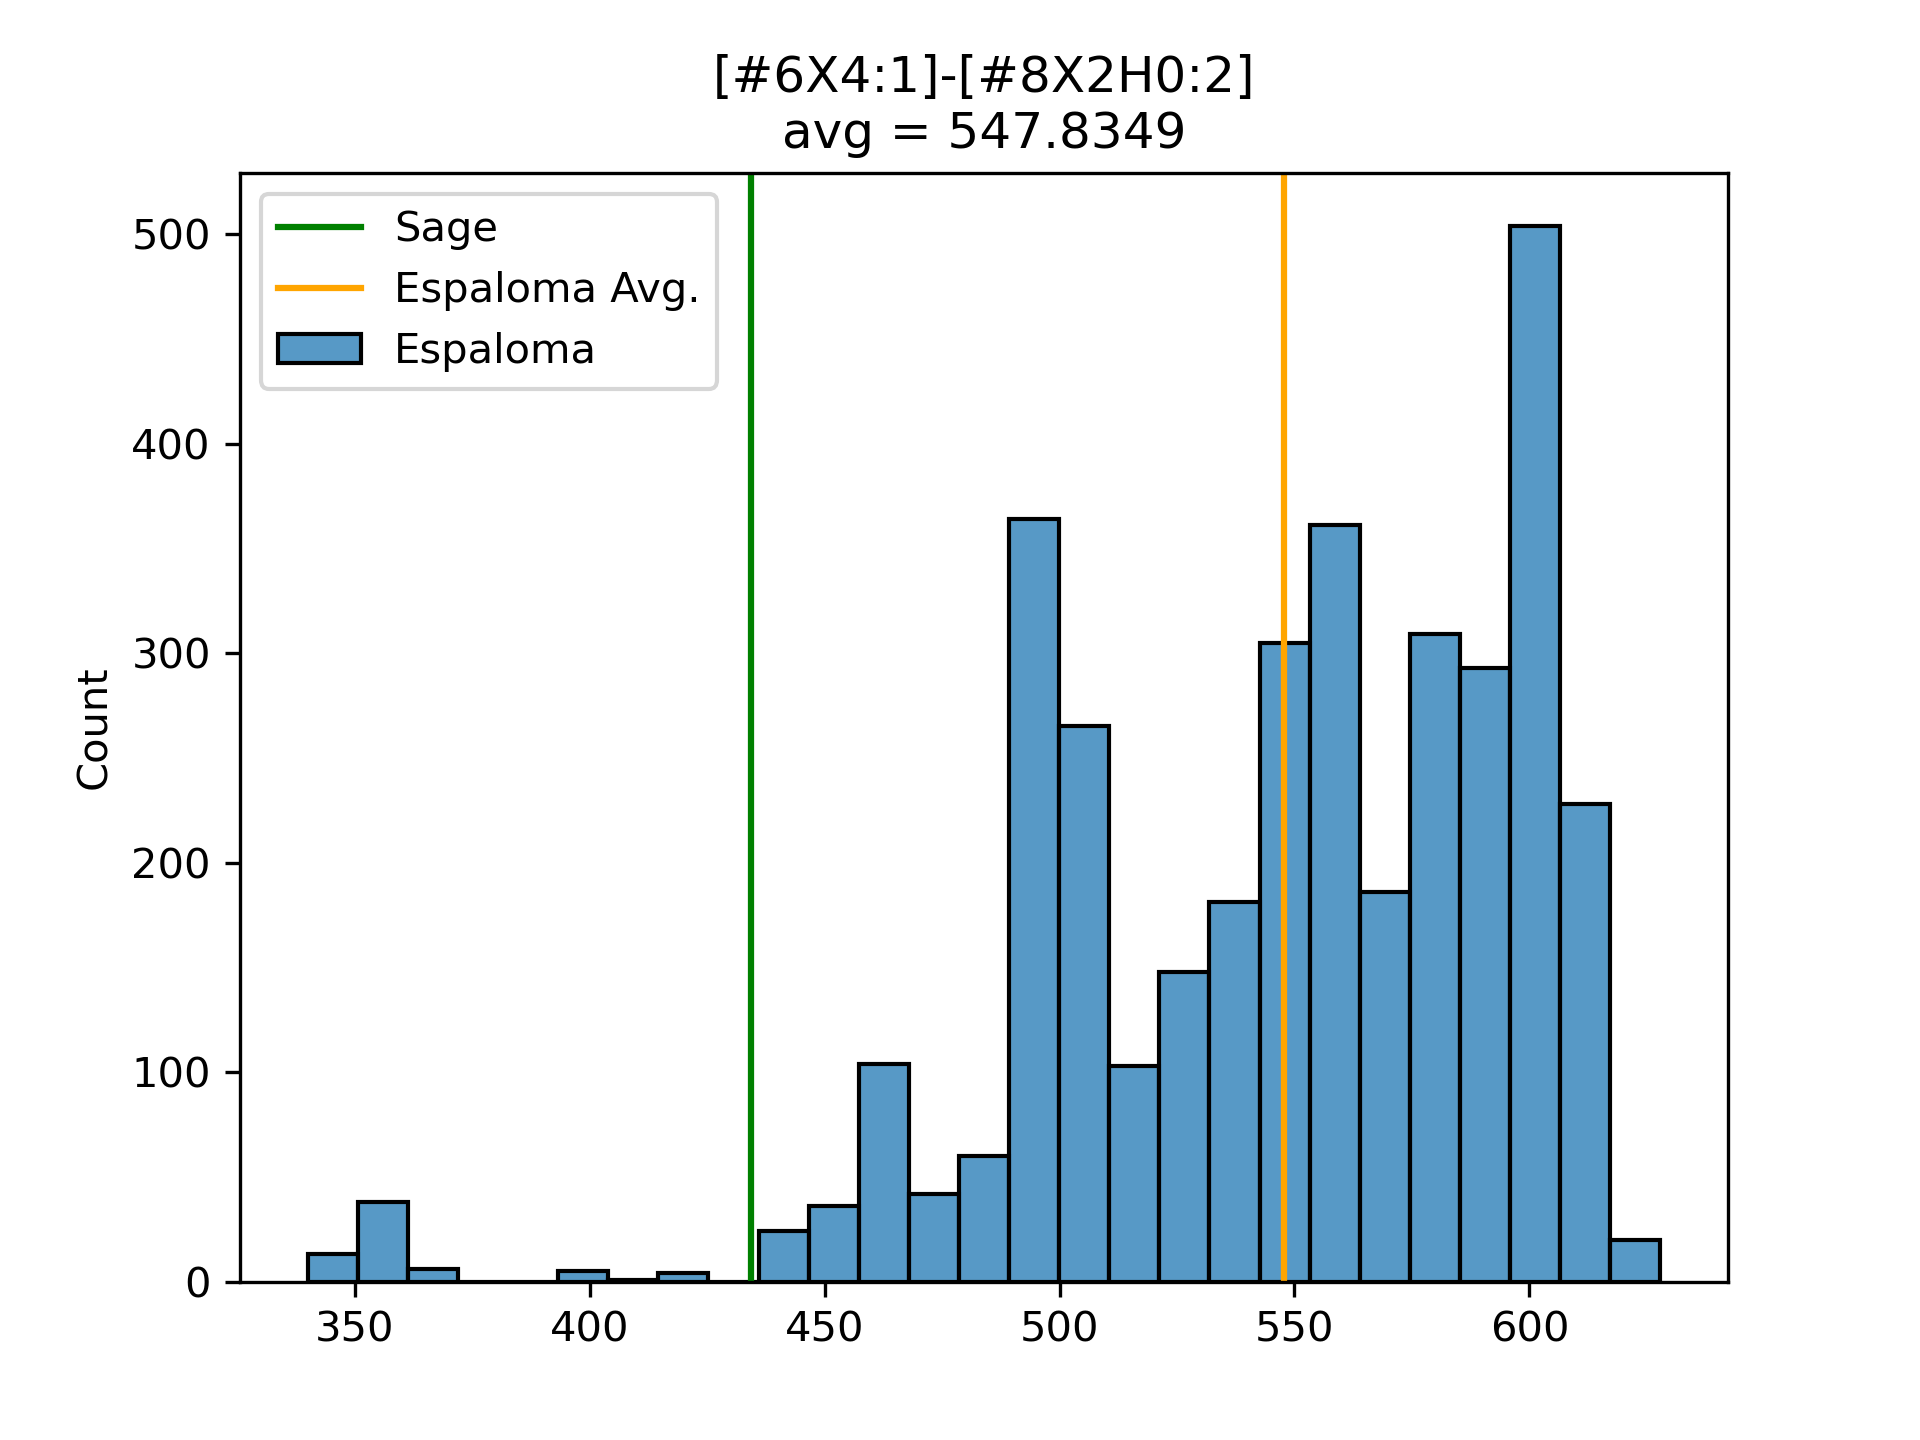 [#6X4:1]-[#8X2H0:2]
avg = 547.8349
Sage
Espaloma Avg.
Espaloma
Count
500
400
300
200
100
0
350 400 450 500 550 600